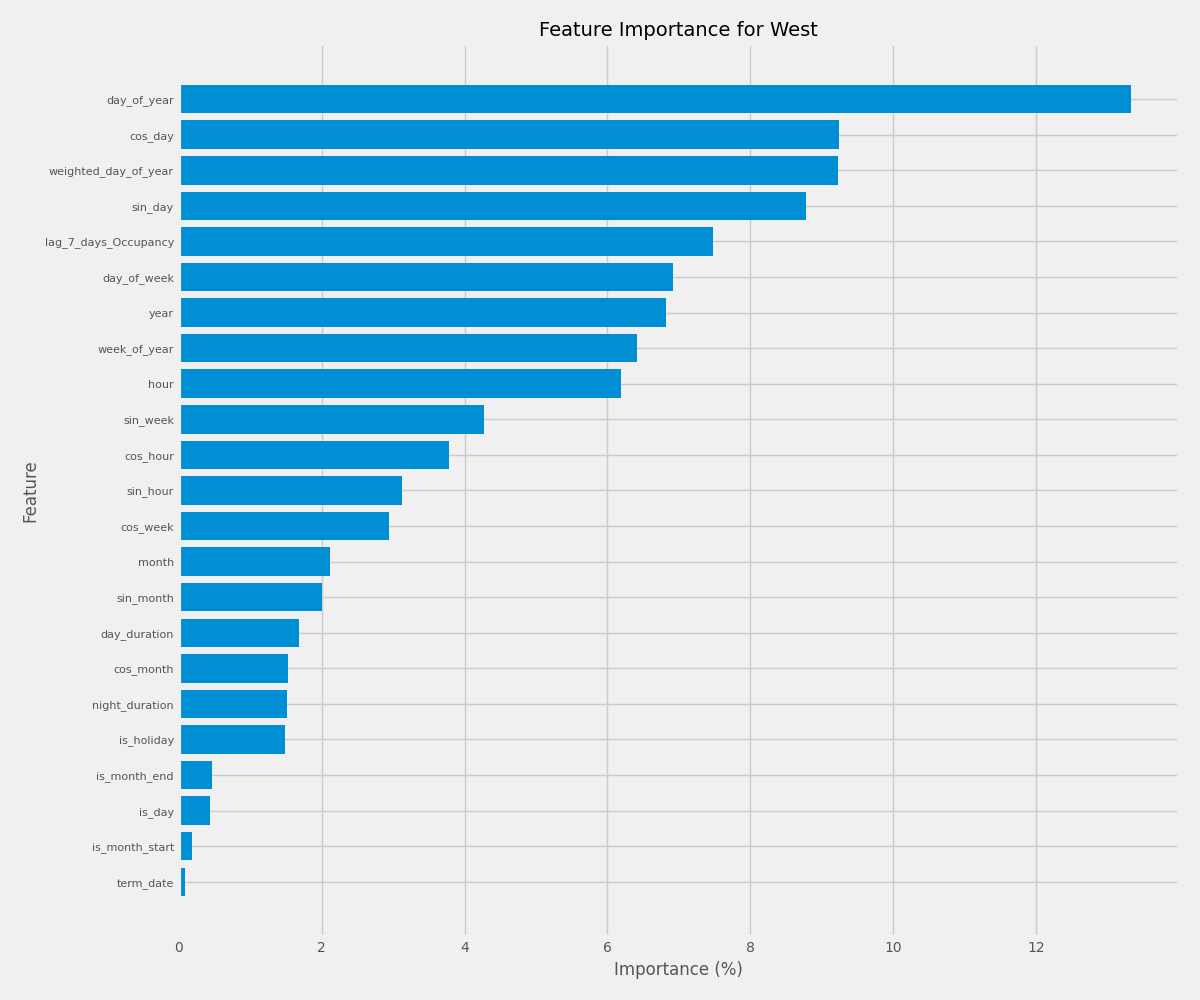 Feature Importance for West
day_of_year
cos_day
weighted_day_of_year
sin_day
lag_7_days_Occupancy
day_of_week
year
week_of_year
hour
sin_week
cos_hour
sin_hour
cos_week
month
sin_month
day_duration
cos_month
night_duration
is_holiday
is_month_end
is_day
is_month_start
term_date
Feature
0 2 4 6 8 10 12
Importance (%)